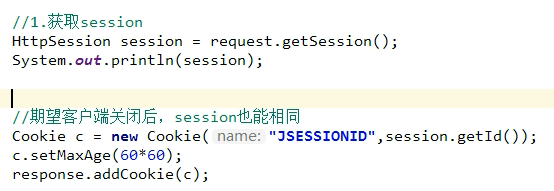 //1.获取session
HttpSession session = request.getSession();
System.out.println(session);
//期望客户端关闭后，session也能相同
Cookie c = new Cookie( name: "JSESSIONID",session.getId());
c.setMaxAge(60*60);
response.addCookie(c);